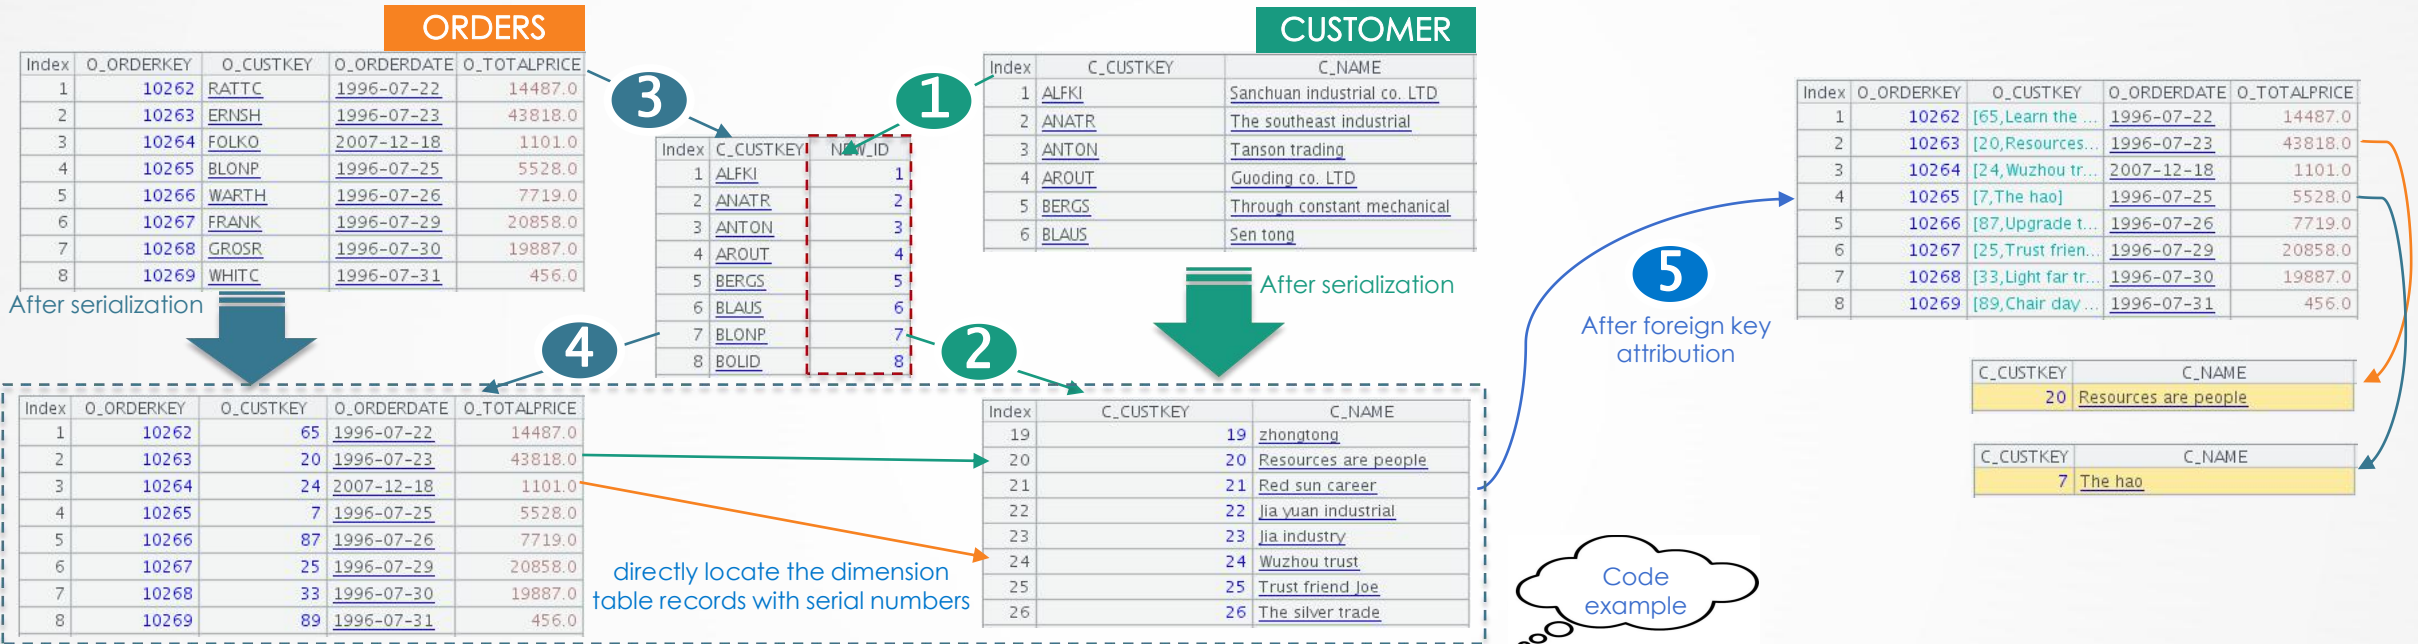 ORDERS
Index O_ORDERKEY O_CUSTKEY O_ORDERDATE O_TOTALPRICE
1 10262 RATTC 1996-07-22 14487.0
2 10263 ERNSH 1996-07-23 43818.0
3 10264 FOLKO 2007-12-18 1101.0
4 10265 BLONP 1996-07-25 5528.0
5 10266 WARTH 1996-07-26 7719.0
6 10267 FRANK 1996-07-29 20858.0
7 10268 GROSR 1996-07-30 19887.0
8 10269 WHITC 1996-07-31 456.0
After serialization
3
1
Index C_CUSTKEY NEW_ID
1 ALFKI 1
2 ANATR 2
3 ANTON 3
4 AROUT 4
5 BERGS 5
6 BLAUS 6
7 BLONP 7
8 BOLID 8
4
2
CUSTOMER
Index C_CUSTKEY C_NAME
1 ALFKI Sanchuan industrial co. LTD
2 ANATR The southeast industrial
3 ANTON Tanson trading
4 AROUT Guoding co. LTD
5 BERGS Through constant mechanical
6 BLAUS Sen tong
After serialization
Index O_ORDERKEY O_CUSTKEY O_ORDERDATE O_TOTALPRICE
1 10262 65 1996-07-22 14487.0
2 10263 20 1996-07-23 43818.0
3 10264 24 2007-12-18 1101.0
4 10265 7 1996-07-25 5528.0
5 10266 87 1996-07-26 7719.0
6 10267 25 1996-07-29 20858.0
7 10268 33 1996-07-30 19887.0
8 10269 89 1996-07-31 456.0
directly locate the dimension
table records with serial numbers
Index C_CUSTKEY C_NAME
19 19 zhongtong
20 20 Resources are people
21 21 Red sun career
22 22 Jia yuan industrial
23 23 Jia industry
24 24 Wuzhou trust
25 25 Trust friend Joe
26 26 The silver trade
5
After foreign key
attribution
Index O_ORDERKEY O_CUSTKEY O_ORDERDATE O_TOTALPRICE
1 10262 [65,Learn the ... 1996-07-22 14487.0
2 10263 [20,Resources... 1996-07-23 43818.0
3 10264 [24,Wuzhou tr... 2007-12-18 1101.0
4 10265 [7,The hao] 1996-07-25 5528.0
5 10266 [87,Upgrade t... 1996-07-26 7719.0
6 10267 [25,Trust frien... 1996-07-29 20858.0
7 10268 [33,Light far tr... 1996-07-30 19887.0
8 10269 [89,Chair day ... 1996-07-31 456.0
C_CUSTKEY C_NAME
20 Resources are people
C_CUSTKEY C_NAME
7 The hao
Code
example